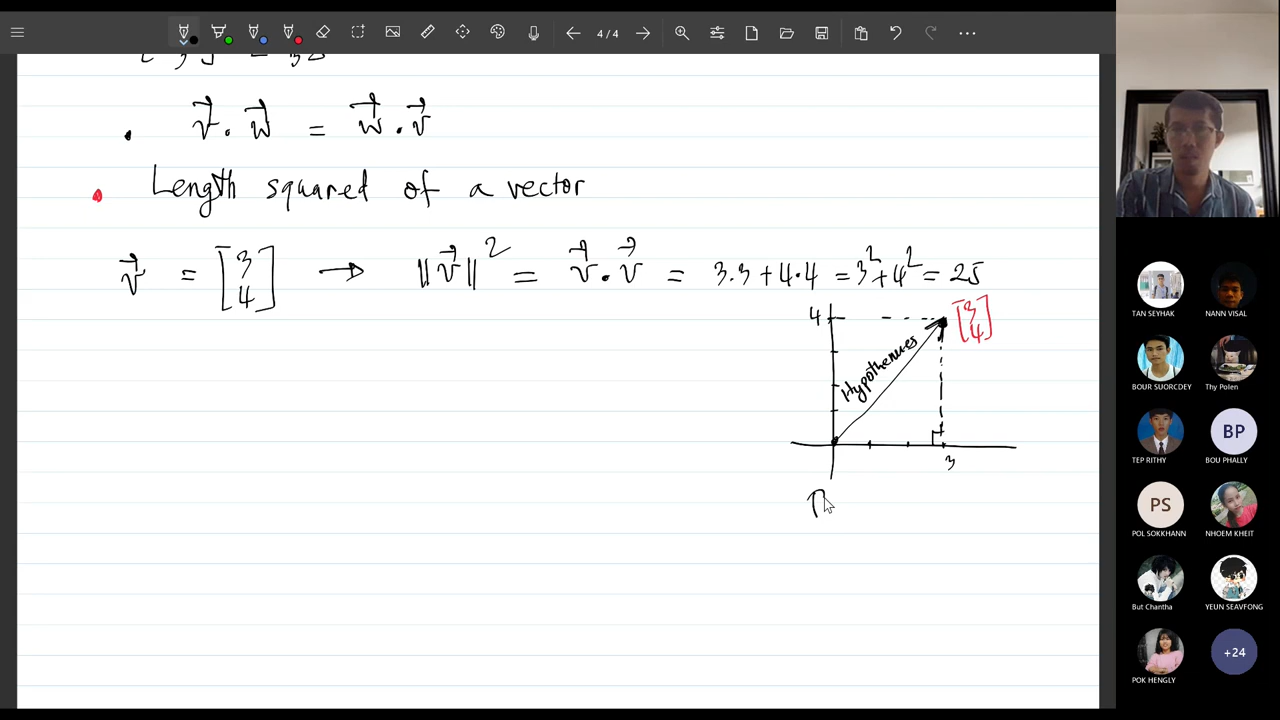 4 / 4
v⃗ . w⃗ = w⃗ . v⃗
• Length squared of a vector
v⃗ = [3 4] → ‖v⃗‖² = v⃗ . v⃗ = 3.3 + 4.4 = 3² + 4² = 25
4
[3 4]
Hypothenues
3
TAN SEYHAK
NANN VISAL
BOUR SUORCDEY
Thy Polen
TEP RITHY
BP
BOU PHALLY
PS
POL SOKKHANN
NHOEM KHEIT
But Chantha
YEUN SEAVFONG
POK HENGLY
+24